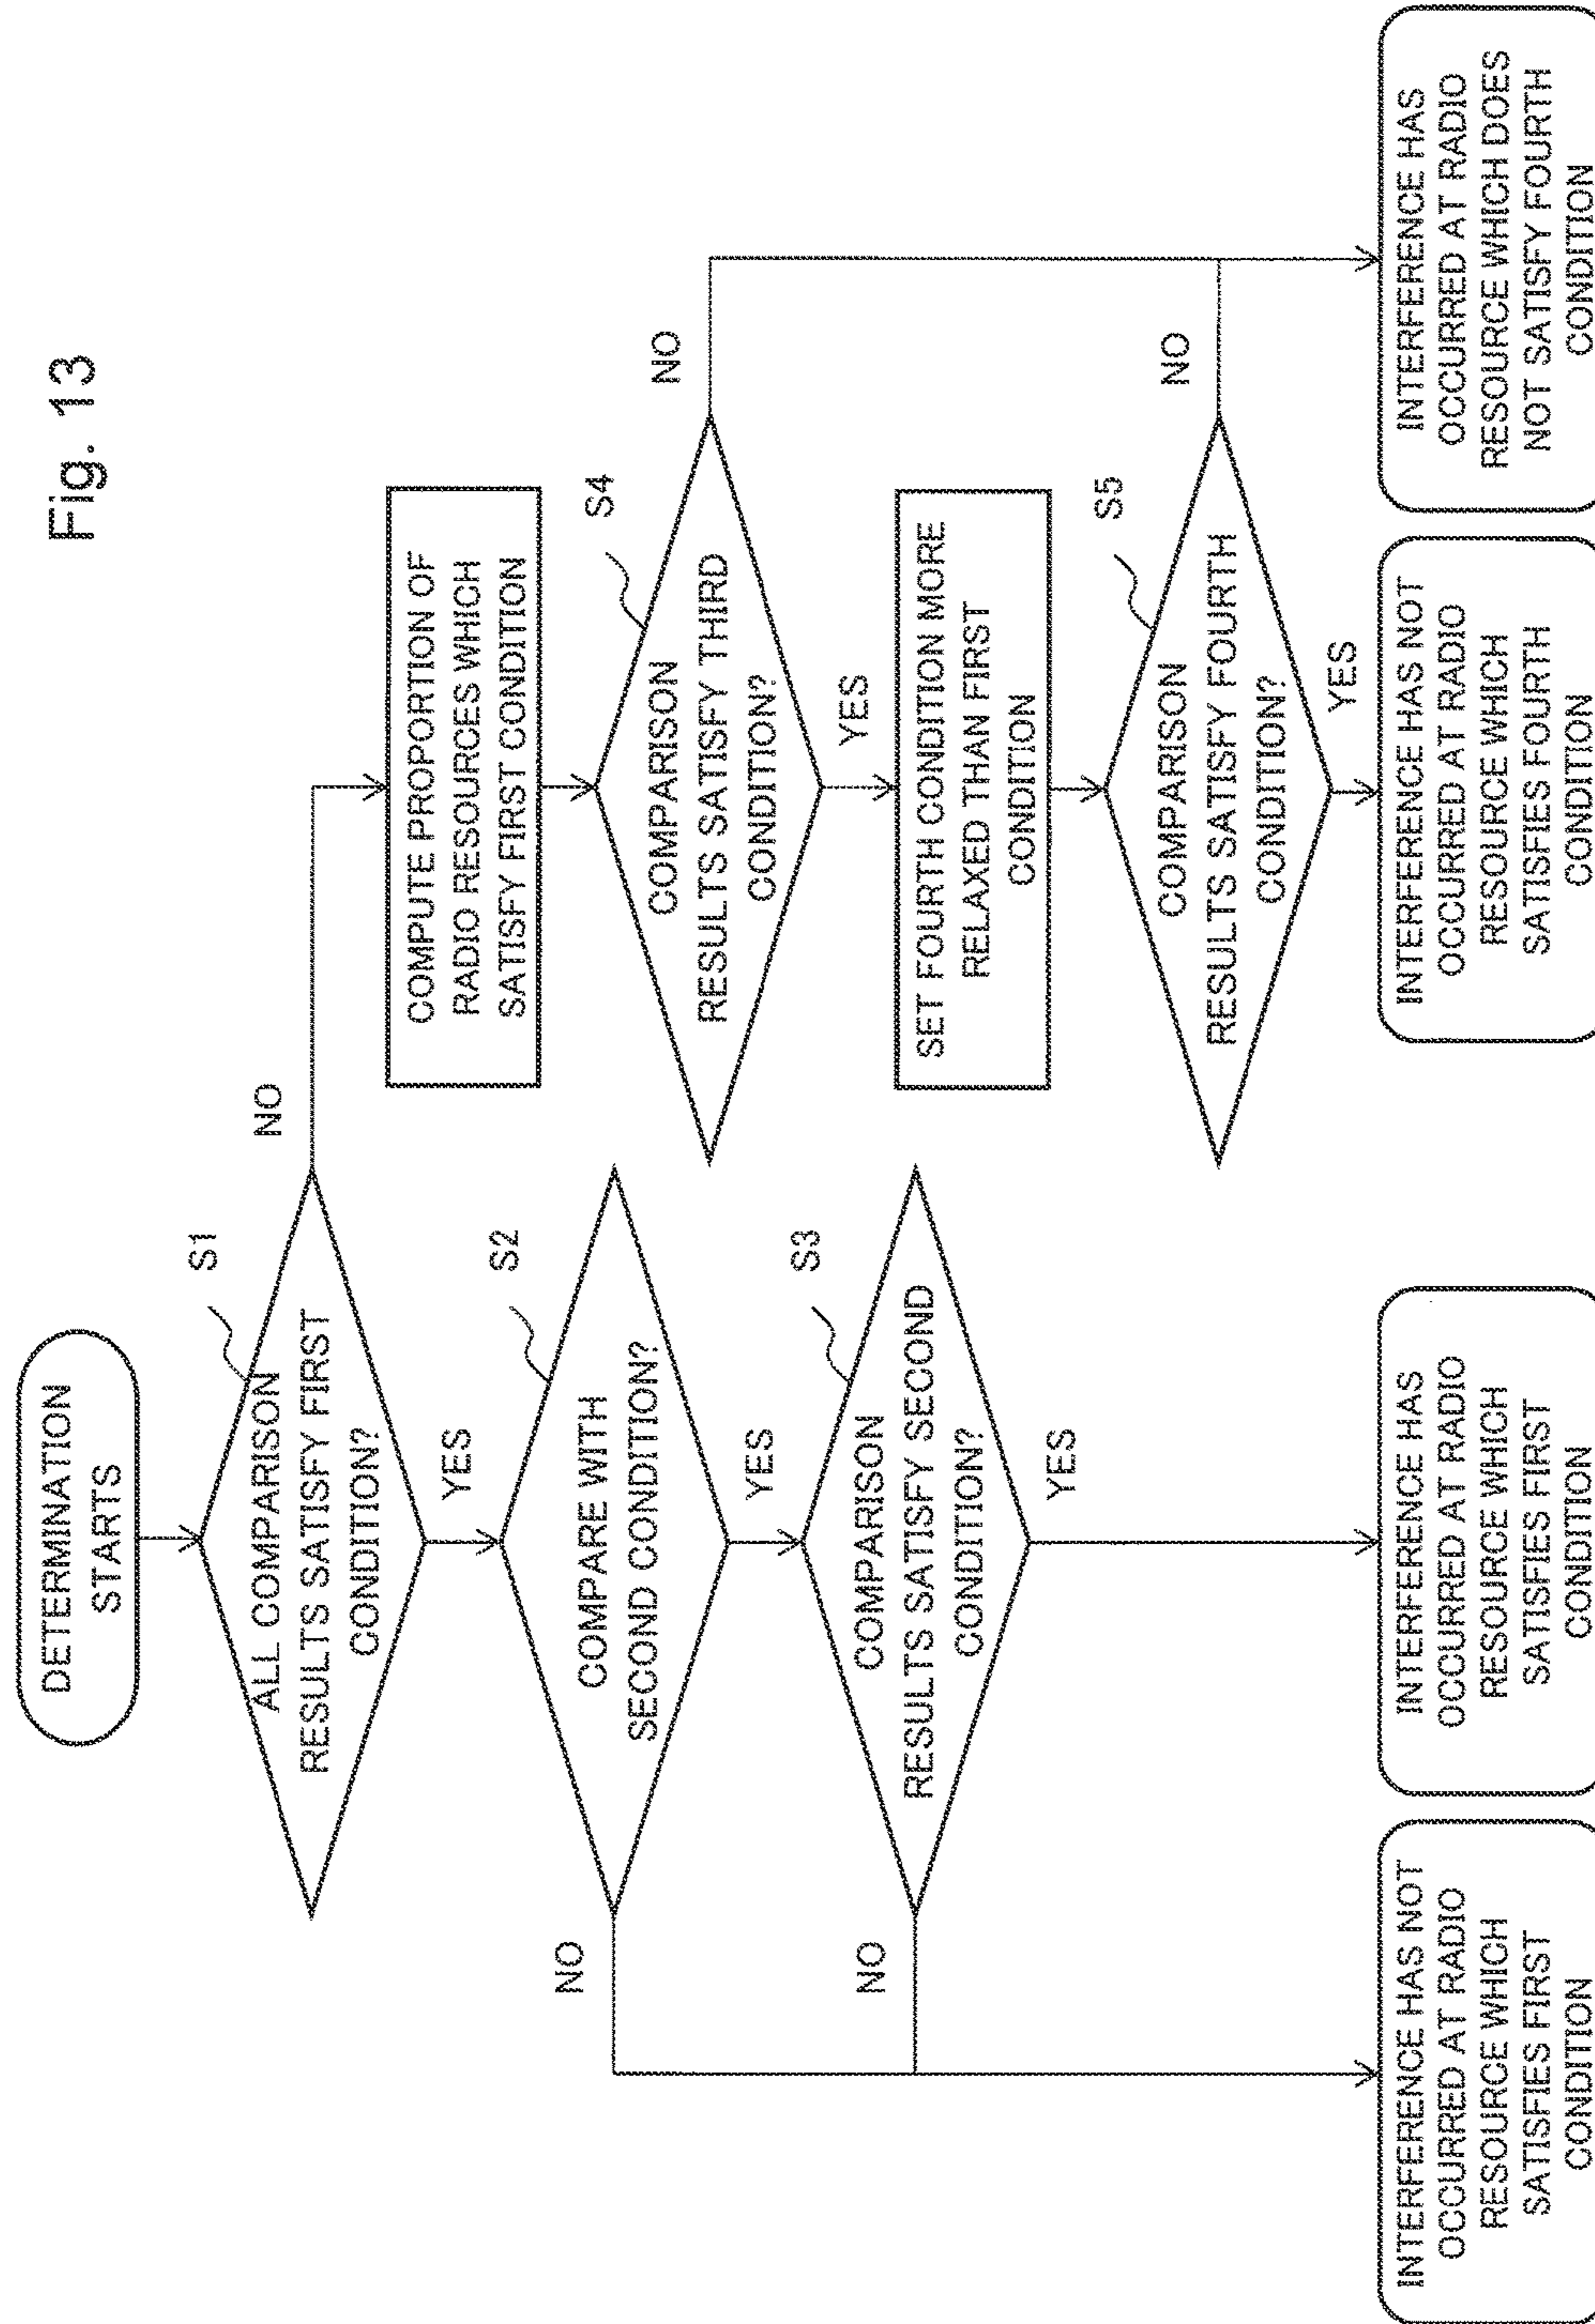 Fig. 13
DETERMINATION
STARTS
S1
ALL COMPARISON
RESULTS SATISFY FIRST
CONDITION?
NO
YES
S2
COMPARE WITH
SECOND CONDITION?
NO
YES
S3
COMPARISON
RESULTS SATISFY SECOND
CONDITION?
NO
YES
COMPUTE PROPORTION OF
RADIO RESOURCES WHICH
SATISFY FIRST CONDITION
S4
COMPARISON
RESULTS SATISFY THIRD
CONDITION?
NO
YES
SET FOURTH CONDITION MORE
RELAXED THAN FIRST
CONDITION
S5
COMPARISON
RESULTS SATISFY FOURTH
CONDITION?
NO
YES
INTERFERENCE HAS NOT
OCCURRED AT RADIO
RESOURCE WHICH
SATISFIES FIRST
CONDITION
INTERFERENCE HAS
OCCURRED AT RADIO
RESOURCE WHICH
SATISFIES FIRST
CONDITION
INTERFERENCE HAS NOT
OCCURRED AT RADIO
RESOURCE WHICH
SATISFIES FOURTH
CONDITION
INTERFERENCE HAS
OCCURRED AT RADIO
RESOURCE WHICH DOES
NOT SATISFY FOURTH
CONDITION